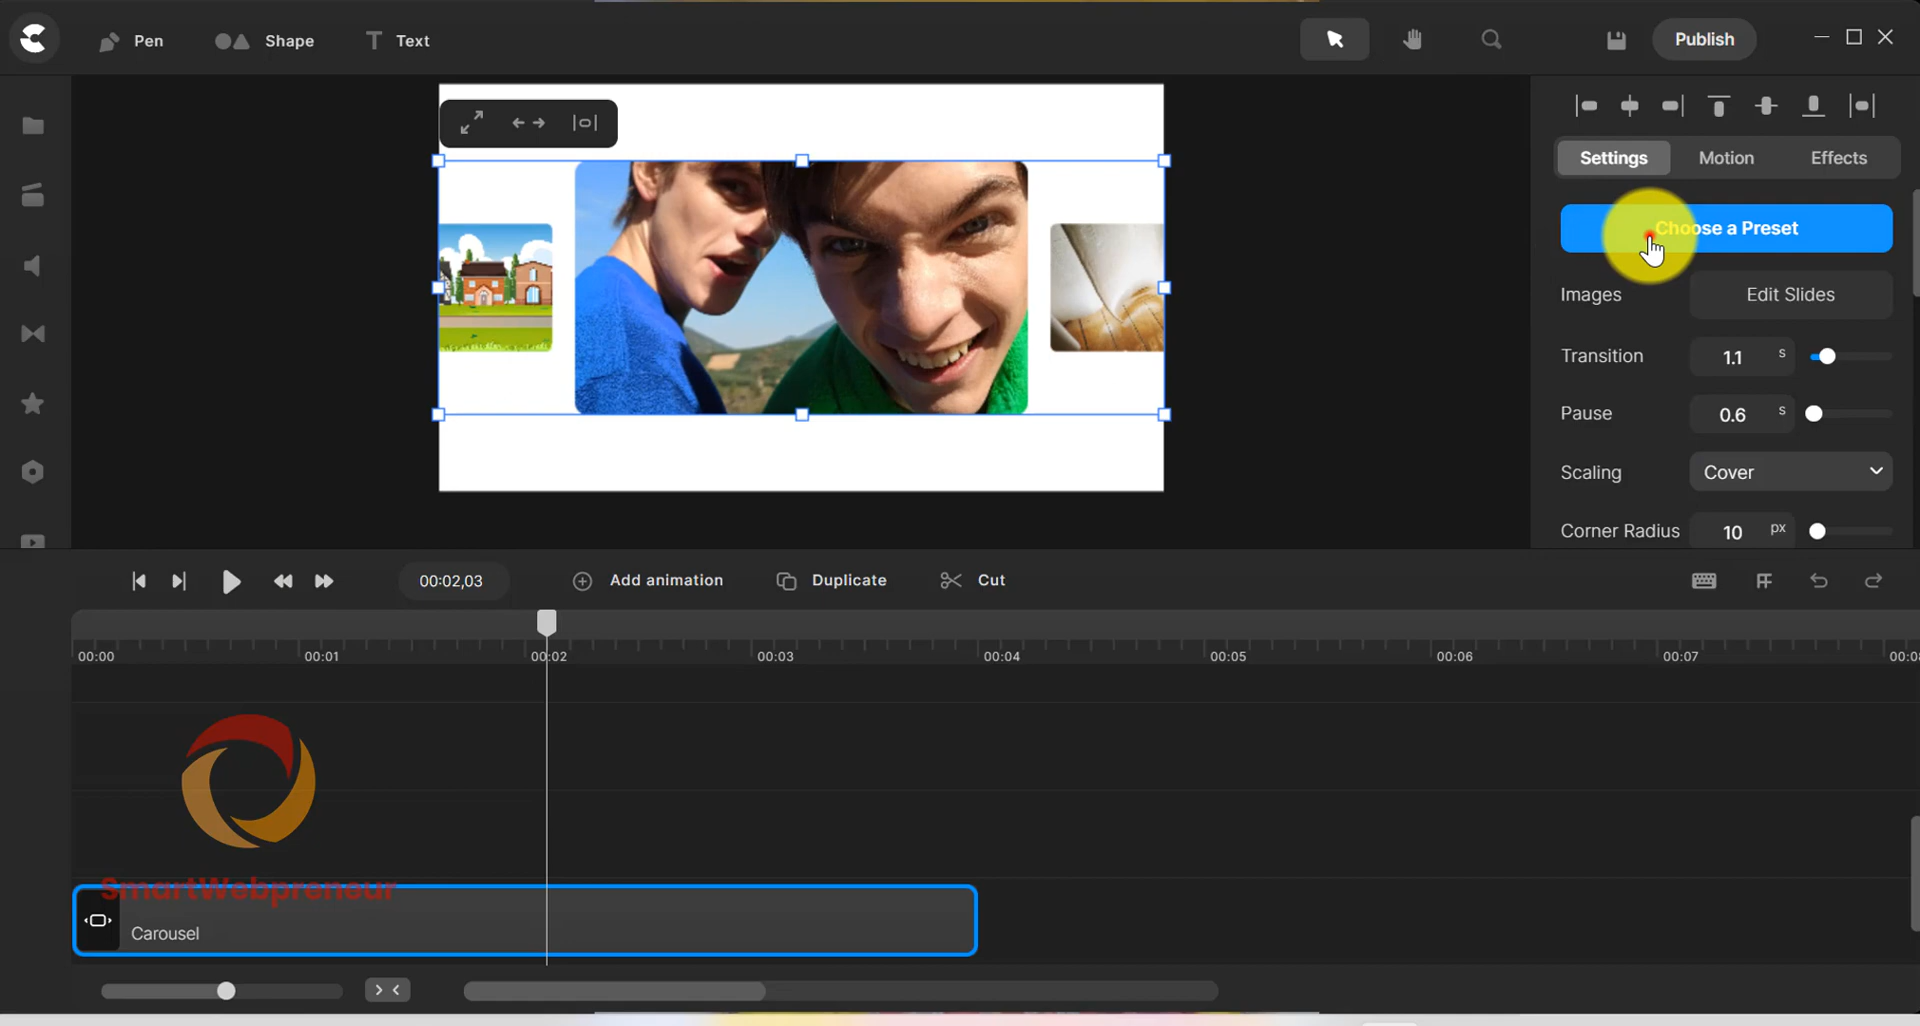 Pen
Shape
Text
Publish
Settings
Motion
Effects
Choose a Preset
Images
Edit Slides
Transition
1.1 s
Pause
0.6 s
Scaling
Cover
Corner Radius
10 px
00:02,03
Add animation
Duplicate
Cut
00:00
00:01
00:02
00:03
00:04
00:05
00:06
00:07
SmartWebpreneur
Carousel